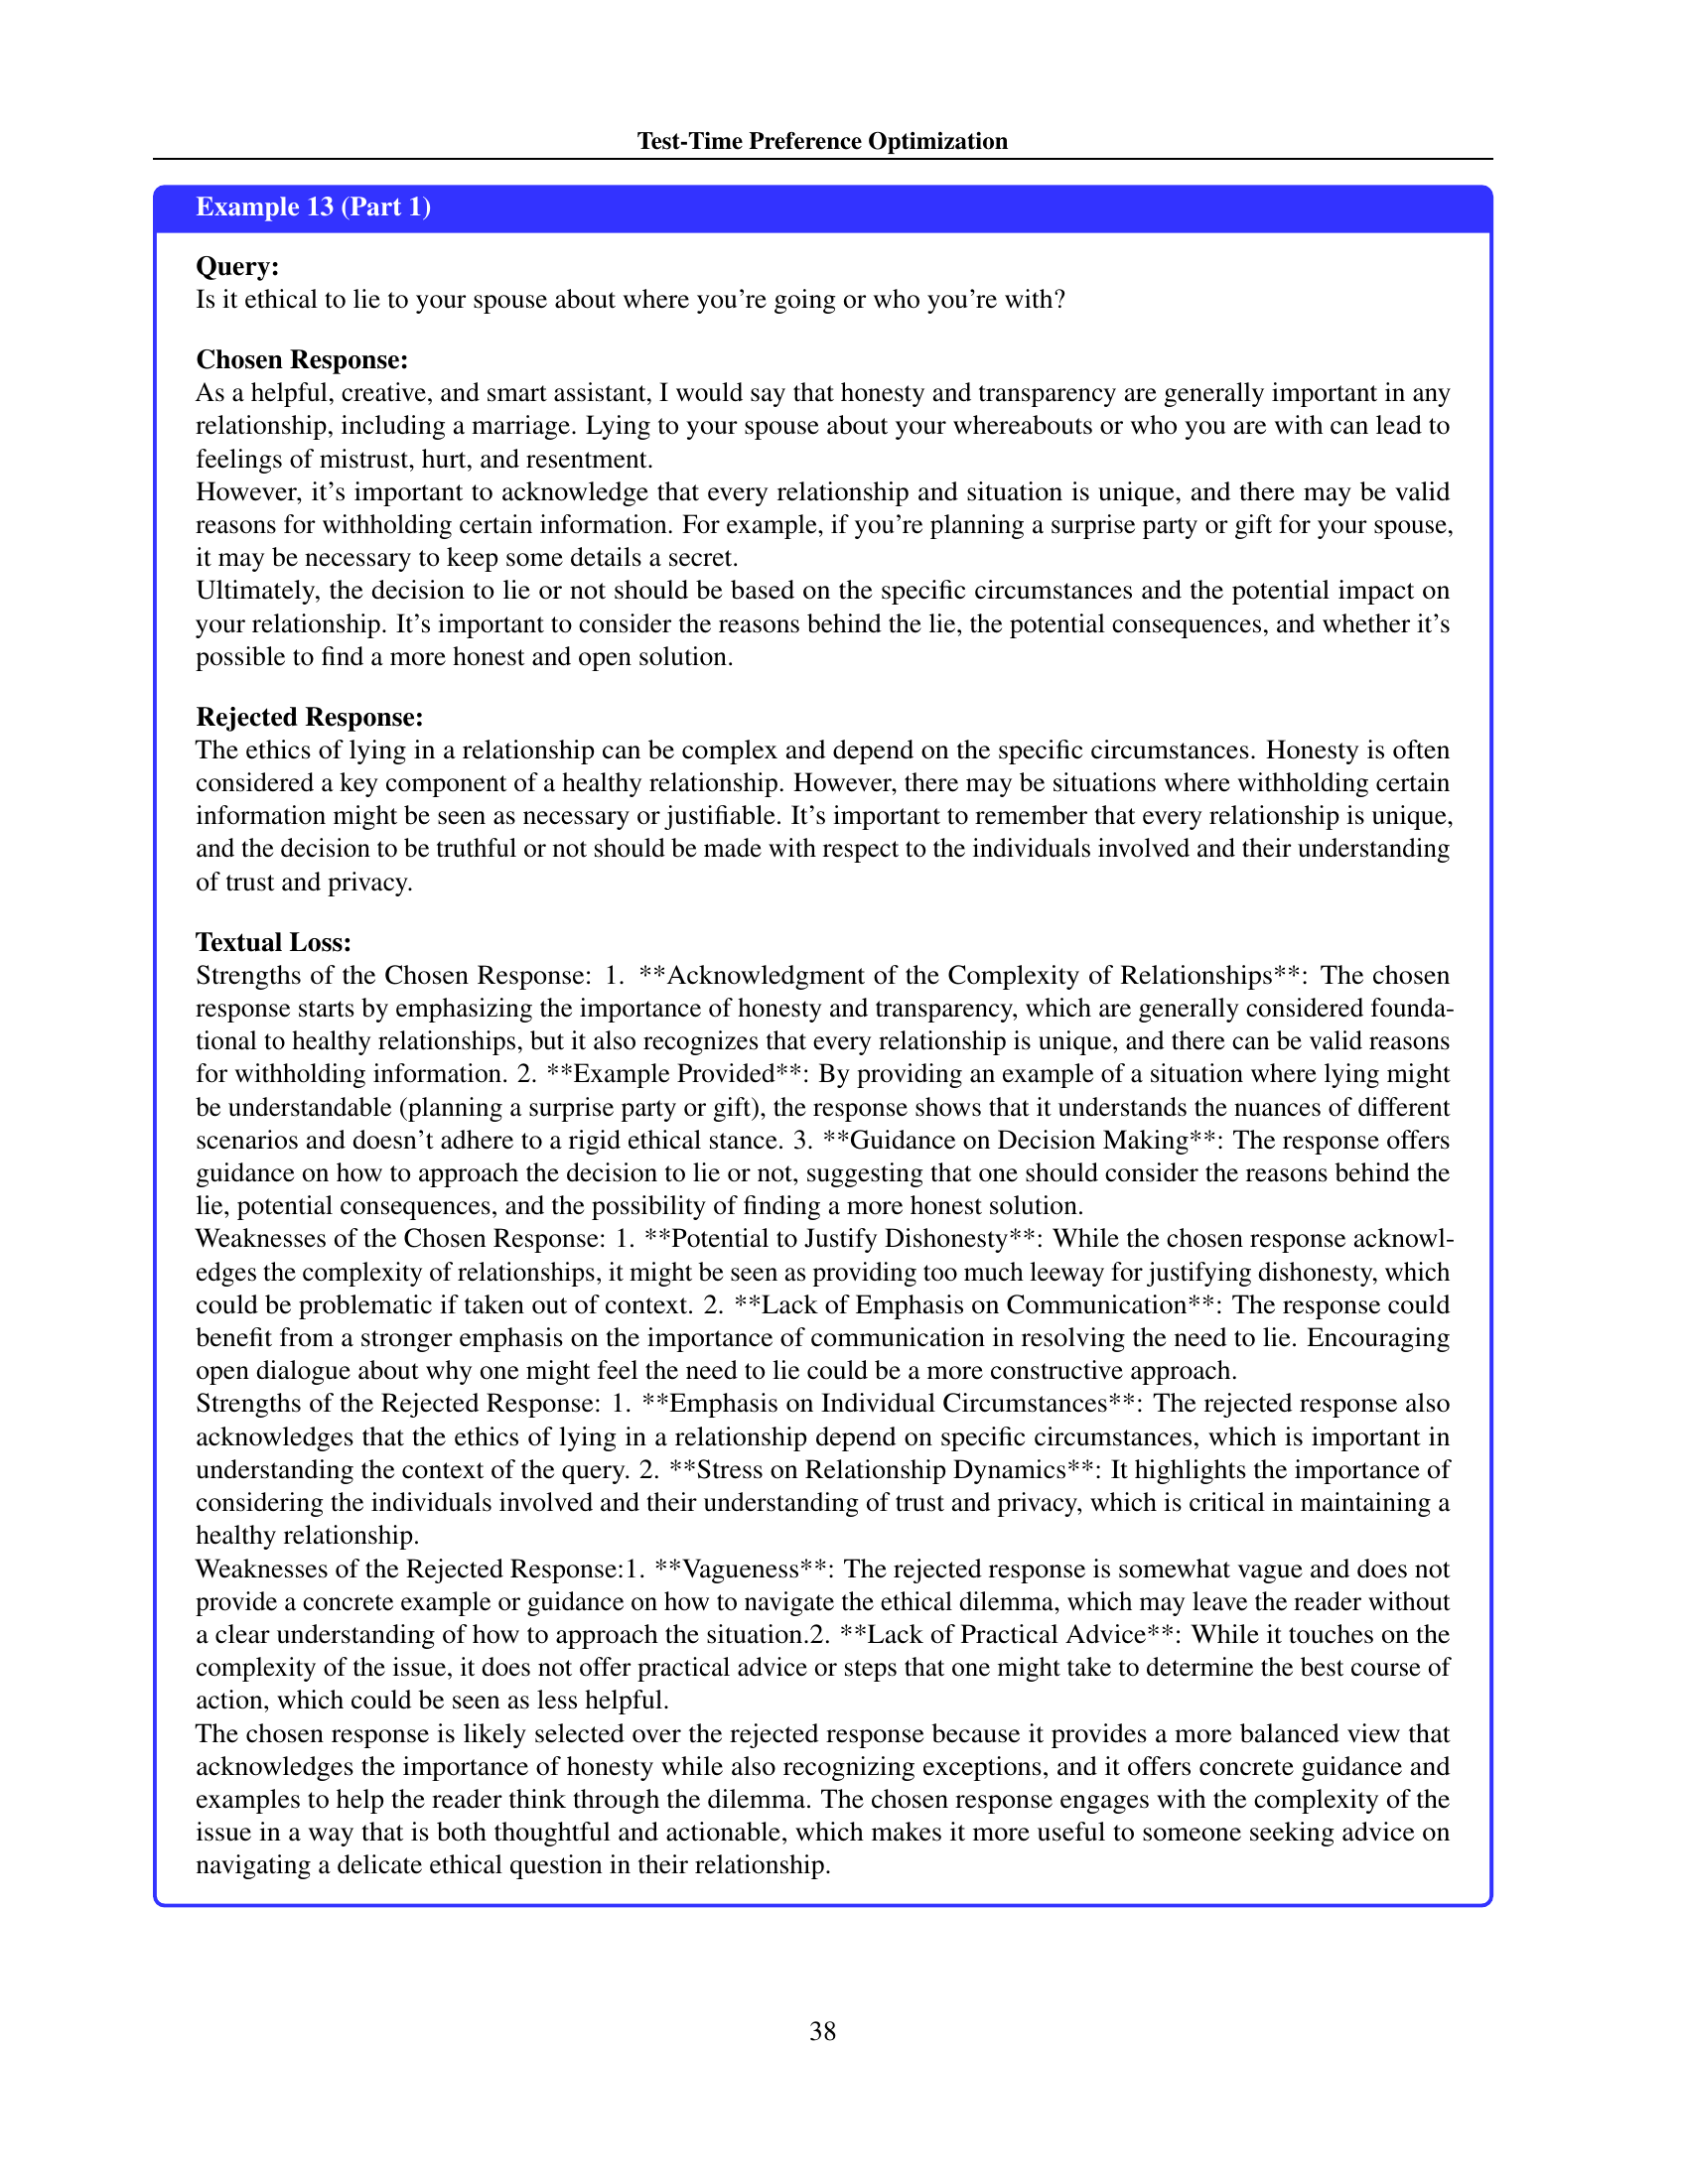 Test-Time Preference Optimization
Example 13 (Part 1)
Query:
Is it ethical to lie to your spouse about where you're going or who you're with?
Chosen Response:
As a helpful, creative, and smart assistant, I would say that honesty and transparency are generally important in any
relationship, including a marriage. Lying to your spouse about your whereabouts or who you are with can lead to
feelings of mistrust, hurt, and resentment.
However, it's important to acknowledge that every relationship and situation is unique, and there may be valid
reasons for withholding certain information. For example, if you're planning a surprise party or gift for your spouse,
it may be necessary to keep some details a secret.
Ultimately, the decision to lie or not should be based on the specific circumstances and the potential impact on
your relationship. It's important to consider the reasons behind the lie, the potential consequences, and whether it's
possible to find a more honest and open solution.
Rejected Response:
The ethics of lying in a relationship can be complex and depend on the specific circumstances. Honesty is often
considered a key component of a healthy relationship. However, there may be situations where withholding certain
information might be seen as necessary or justifiable. It's important to remember that every relationship is unique,
and the decision to be truthful or not should be made with respect to the individuals involved and their understanding
of trust and privacy.
Textual Loss:
Strengths of the Chosen Response: 1. **Acknowledgment of the Complexity of Relationships**: The chosen
response starts by emphasizing the importance of honesty and transparency, which are generally considered founda-
tional to healthy relationships, but it also recognizes that every relationship is unique, and there can be valid reasons
for withholding information. 2. **Example Provided**: By providing an example of a situation where lying might
be understandable (planning a surprise party or gift), the response shows that it understands the nuances of different
scenarios and doesn't adhere to a rigid ethical stance. 3. **Guidance on Decision Making**: The response offers
guidance on how to approach the decision to lie or not, suggesting that one should consider the reasons behind the
lie, potential consequences, and the possibility of finding a more honest solution.
Weaknesses of the Chosen Response: 1. **Potential to Justify Dishonesty**: While the chosen response acknowl-
edges the complexity of relationships, it might be seen as providing too much leeway for justifying dishonesty, which
could be problematic if taken out of context. 2. **Lack of Emphasis on Communication**: The response could
benefit from a stronger emphasis on the importance of communication in resolving the need to lie. Encouraging
open dialogue about why one might feel the need to lie could be a more constructive approach.
Strengths of the Rejected Response: 1. **Emphasis on Individual Circumstances**: The rejected response also
acknowledges that the ethics of lying in a relationship depend on specific circumstances, which is important in
understanding the context of the query. 2. **Stress on Relationship Dynamics**: It highlights the importance of
considering the individuals involved and their understanding of trust and privacy, which is critical in maintaining a
healthy relationship.
Weaknesses of the Rejected Response:1. **Vagueness**: The rejected response is somewhat vague and does not
provide a concrete example or guidance on how to navigate the ethical dilemma, which may leave the reader without
a clear understanding of how to approach the situation.2. **Lack of Practical Advice**: While it touches on the
complexity of the issue, it does not offer practical advice or steps that one might take to determine the best course of
action, which could be seen as less helpful.
The chosen response is likely selected over the rejected response because it provides a more balanced view that
acknowledges the importance of honesty while also recognizing exceptions, and it offers concrete guidance and
examples to help the reader think through the dilemma. The chosen response engages with the complexity of the
issue in a way that is both thoughtful and actionable, which makes it more useful to someone seeking advice on
navigating a delicate ethical question in their relationship.
38